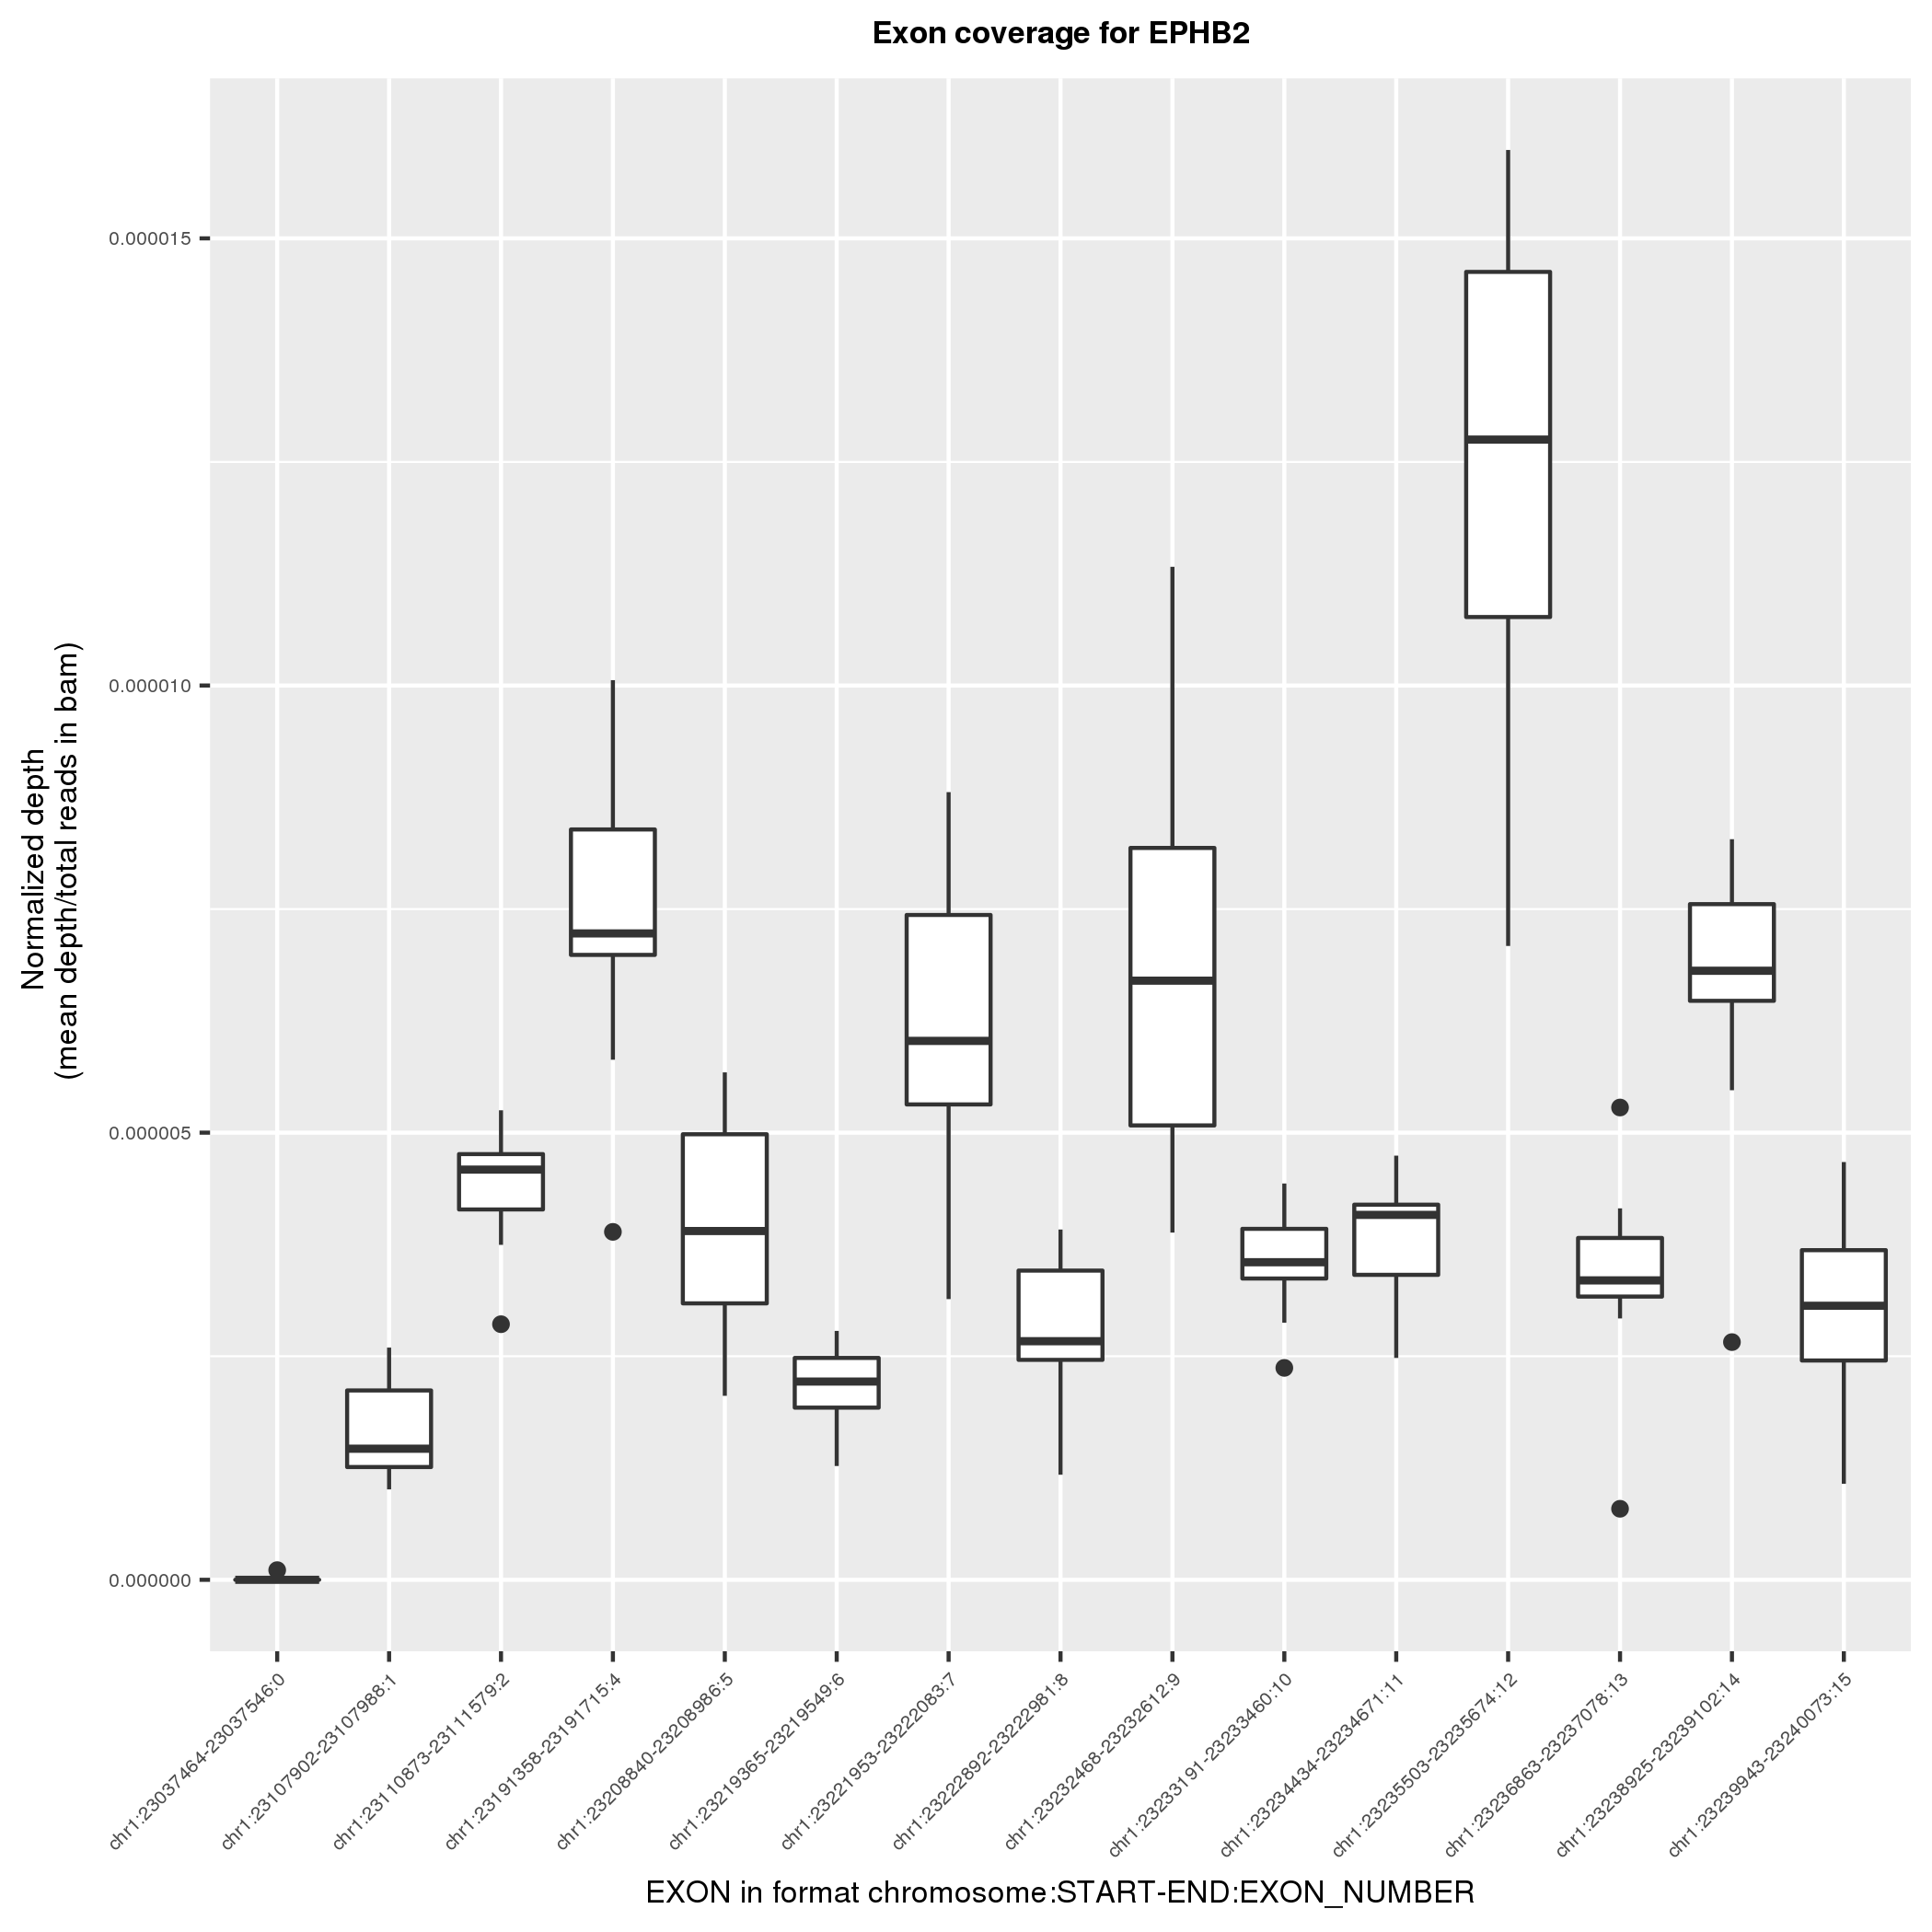 Exon coverage for EPHB2
Normalized depth
(mean depth/total reads in bam)
0.000015
0.000010
0.000005
0.000000
chr1:23037464-23037546:0
chr1:23107902-23107988:1
chr1:23110873-23111579:2
chr1:23191358-23191715:4
chr1:23208840-23208986:5
chr1:23219365-23219549:6
chr1:23221953-23222083:7
chr1:23222892-23222981:8
chr1:23232468-23232612:9
chr1:23233191-23233460:10
chr1:23234434-23234671:11
chr1:23235503-23235674:12
chr1:23236863-23237078:13
chr1:23238925-23239102:14
chr1:23239943-23240073:15
EXON in format chromosome:START-END:EXON_NUMBER